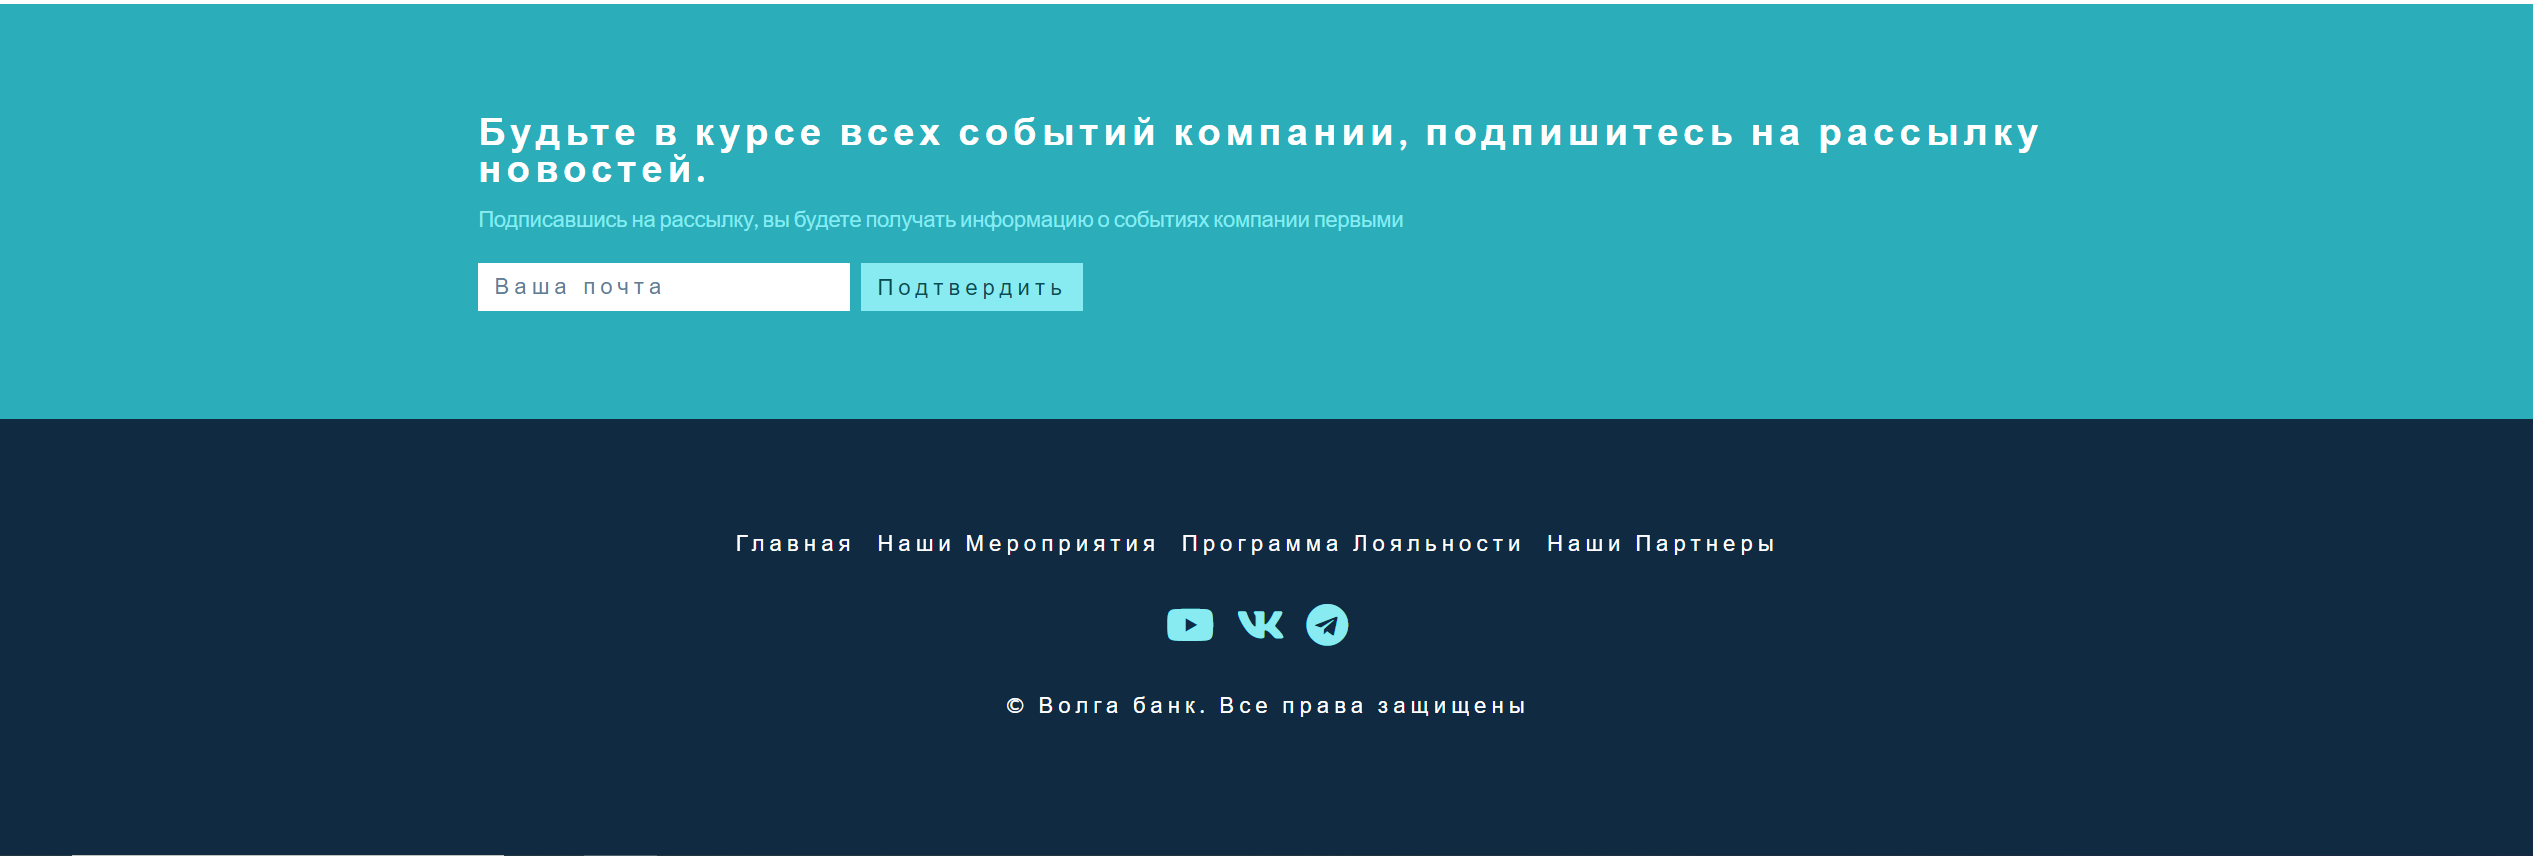 Будьте в курсе всех событий компании, подпишитесь на рассылку
новостей.
Подписавшись на рассылку, вы будете получать информацию о событиях компании первыми
Ваша почта Подтвердить
Главная Наши Мероприятия Программа Лояльности Наши Партнеры
© Волга банк. Все права защищены